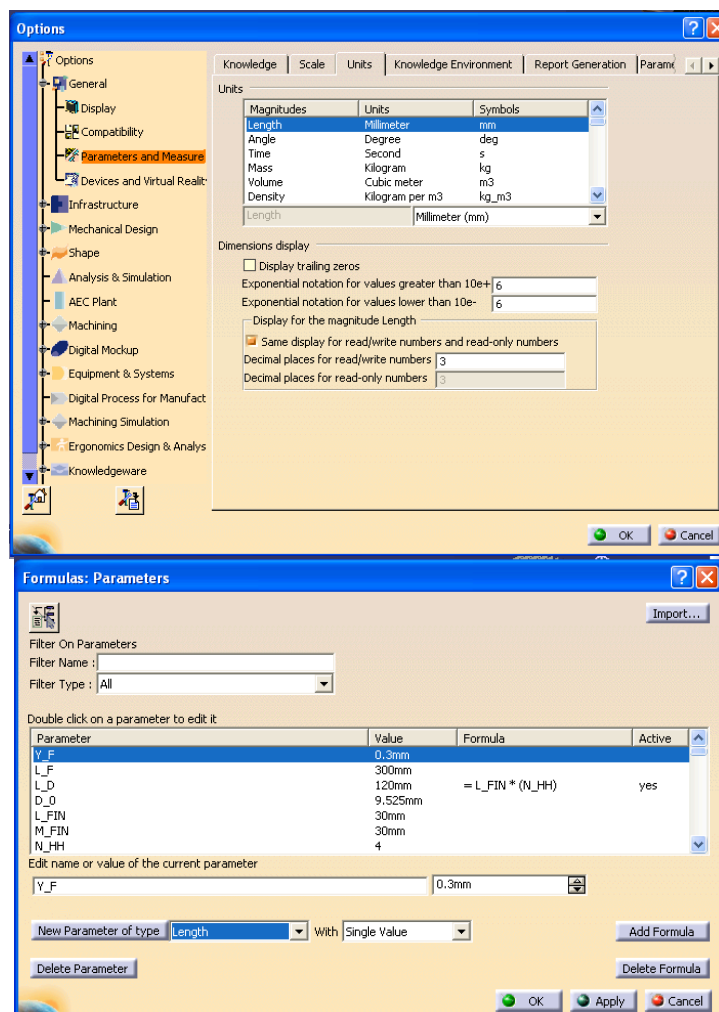 Options
Options
General
Display
Compatibility
Parameters and Measure
Devices and Virtual Realit
Infrastructure
Mechanical Design
Shape
Analysis & Simulation
AEC Plant
Machining
Digital Mockup
Equipment & Systems
Digital Process for Manufact
Machining Simulation
Ergonomics Design & Analys
Knowledgeware
Knowledge Scale Units Knowledge Environment Report Generation Param
Units
Magnitudes Units Symbols
Length Millimeter mm
Angle Degree deg
Time Second s
Mass Kilogram kg
Volume Cubic meter m3
Density Kilogram per m3 kg_m3
Length Millimeter (mm)
Dimensions display
Display trailing zeros
Exponential notation for values greater than 10e+ 6
Exponential notation for values lower than 10e- 6
Display for the magnitude Length
Same display for read/write numbers and read-only numbers
Decimal places for read/write numbers 3
Decimal places for read-only numbers 3
OK Cancel
Formulas: Parameters
Import...
Filter On Parameters
Filter Name :
Filter Type : All
Double click on a parameter to edit it
Parameter Value Formula Active
Y_F 0.3mm
L_F 300mm
L_D 120mm = L_FIN * (N_HH) yes
D_0 9.525mm
L_FIN 30mm
M_FIN 30mm
N_HH 4
Edit name or value of the current parameter
Y_F 0.3mm
New Parameter of type Length With Single Value Add Formula
Delete Parameter Delete Formula
OK Apply Cancel